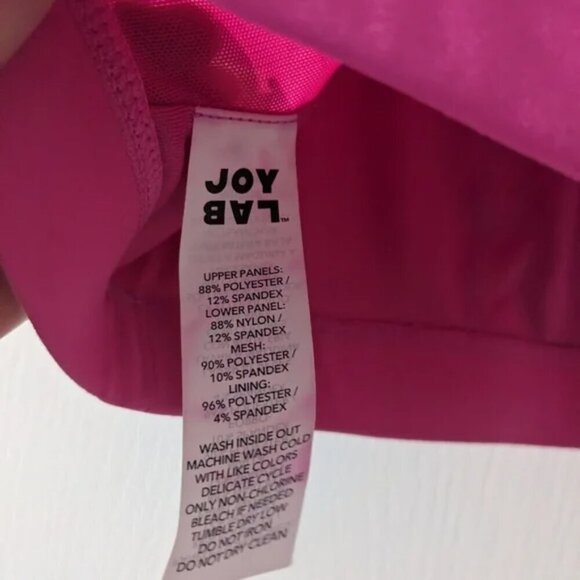 JOY
LAB™
UPPER PANELS:
88% POLYESTER /
12% SPANDEX
LOWER PANEL:
88% NYLON /
12% SPANDEX
MESH:
90% POLYESTER /
10% SPANDEX
LINING:
96% POLYESTER /
4% SPANDEX
WASH INSIDE OUT
MACHINE WASH COLD
WITH LIKE COLORS
DELICATE CYCLE
ONLY NON-CHLORINE
BLEACH IF NEEDED
TUMBLE DRY LOW
DO NOT IRON
DO NOT DRY CLEAN